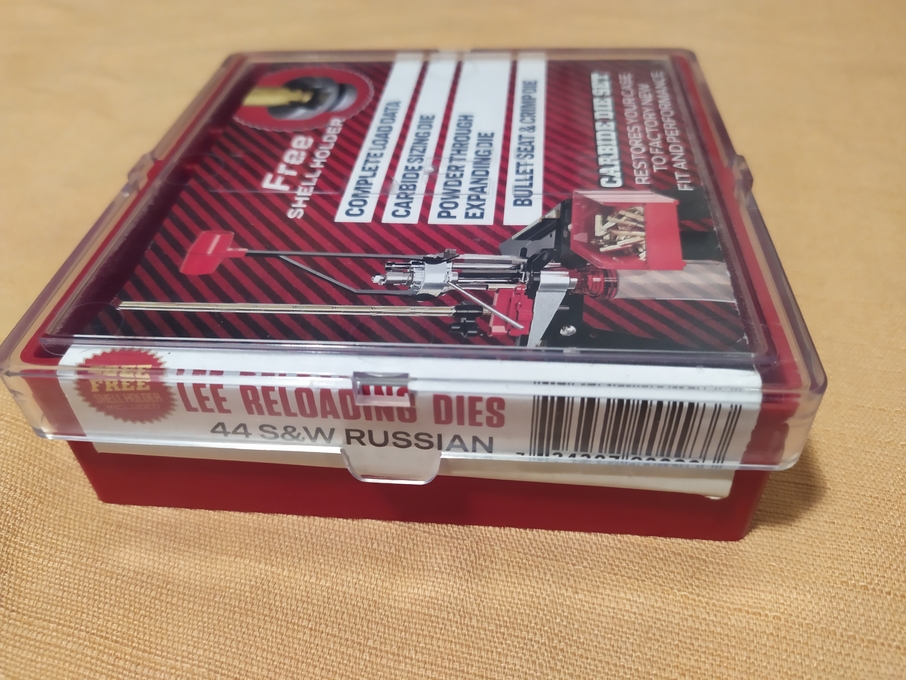 Free
SHELL HOLDER
COMPLETE LOAD DATA
CARBIDE SIZING DIE
POWDER THROUGH
EXPANDING DIE
BULLET SEAT & CRIMP DIE
CARBIDE DIE SET
RESTORES YOUR CASE
TO FACTORY NEW
FIT AND PERFORMANCE
FREE
FREE
SHELL HOLDER
LEE RELOADING DIES
44 S&W RUSSIAN